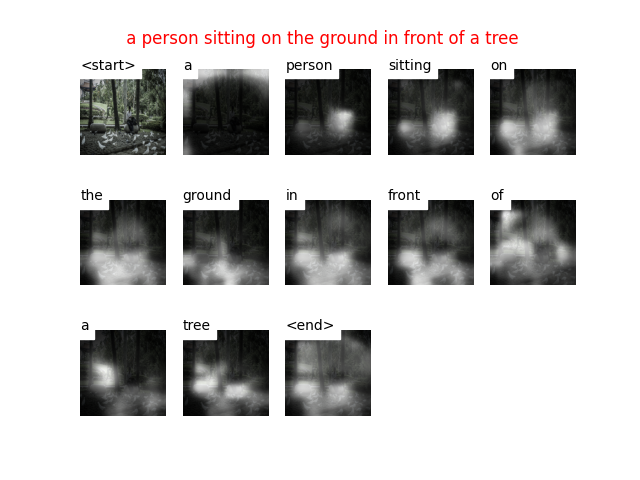 a person sitting on the ground in front of a tree
<start> a person sitting on
the ground in front of
a tree <end>